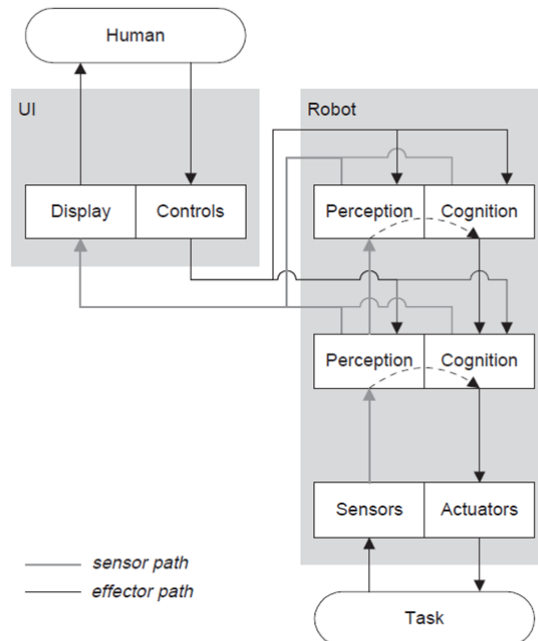 Human
UI
Robot
Display
Controls
Perception
Cognition
Perception
Cognition
Sensors
Actuators
sensor path
effector path
Task